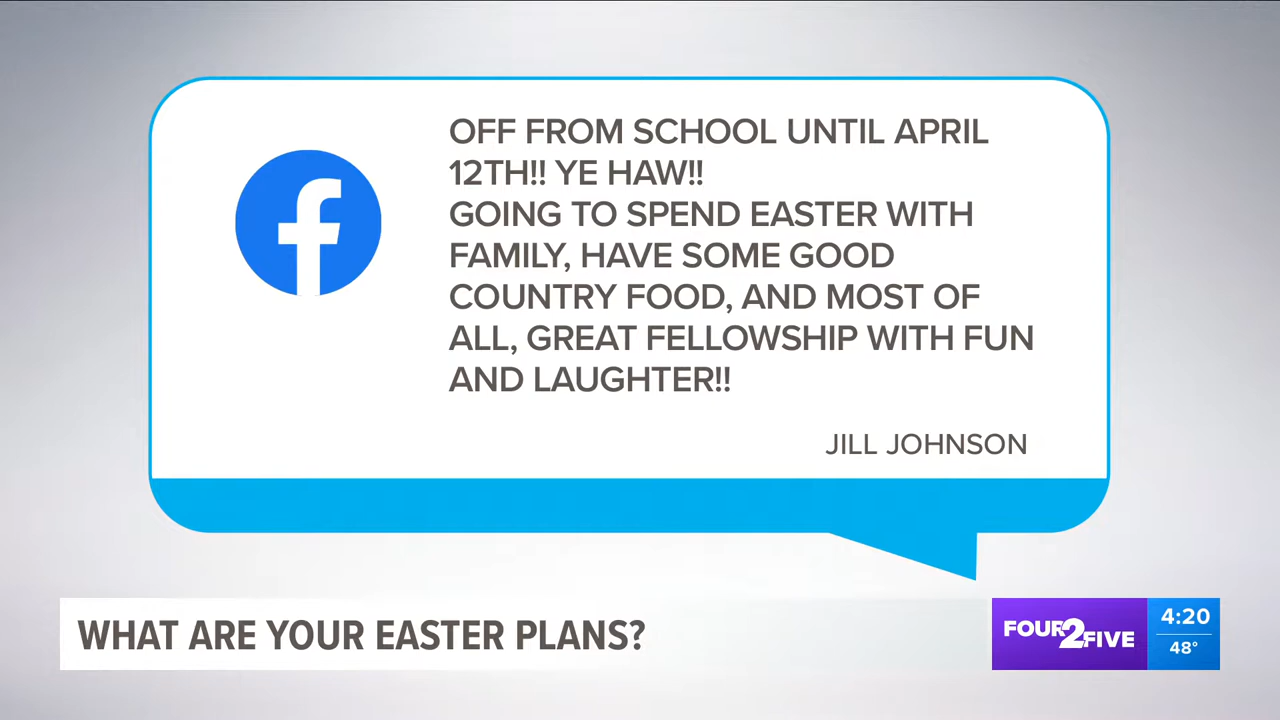 OFF FROM SCHOOL UNTIL APRIL
12TH!! YE HAW!!
GOING TO SPEND EASTER WITH
FAMILY, HAVE SOME GOOD
COUNTRY FOOD, AND MOST OF
ALL, GREAT FELLOWSHIP WITH FUN
AND LAUGHTER!!
JILL JOHNSON
WHAT ARE YOUR EASTER PLANS?
FOUR2FIVE
4:20
48°